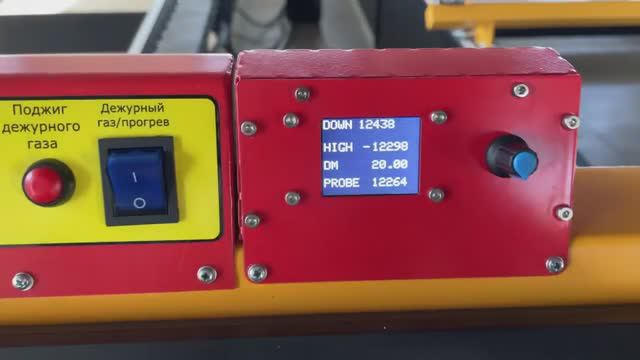 Поджиг
дежурного
газа
Дежурный
газ/прогрев
I
O
DOWN 12438
HIGH -12298
DM 20.00
PROBE 12264